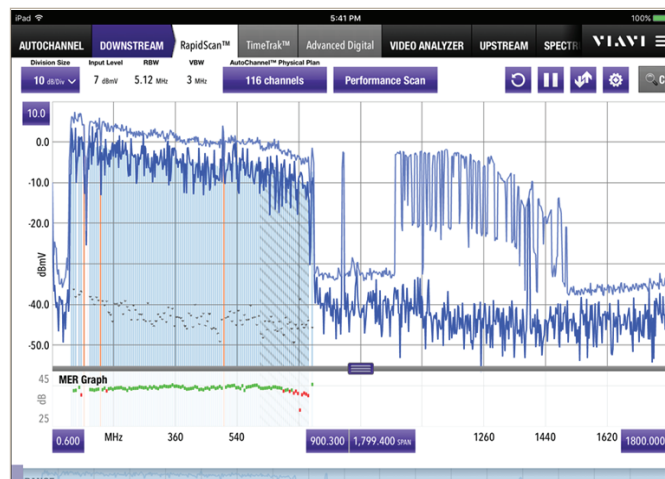 iPad 5:41 PM 100%
AUTOCHANNEL DOWNSTREAM RapidScan™ TimeTrak™ Advanced Digital VIDEO ANALYZER UPSTREAM SPECTR VIAVI
Division Size Input Level RBW VBW AutoChannel™ Physical Plan
10 dB/Div 7 dBmV 5.12 MHz 3 MHz 116 channels Performance Scan C
10.0
0.0
-10.0
-20.0
-30.0
-40.0
-50.0
dBmV
MER Graph
45
dB
25
0.600 MHz 360 540 900.300 1,799.400 SPAN 1260 1440 1620 1800.000